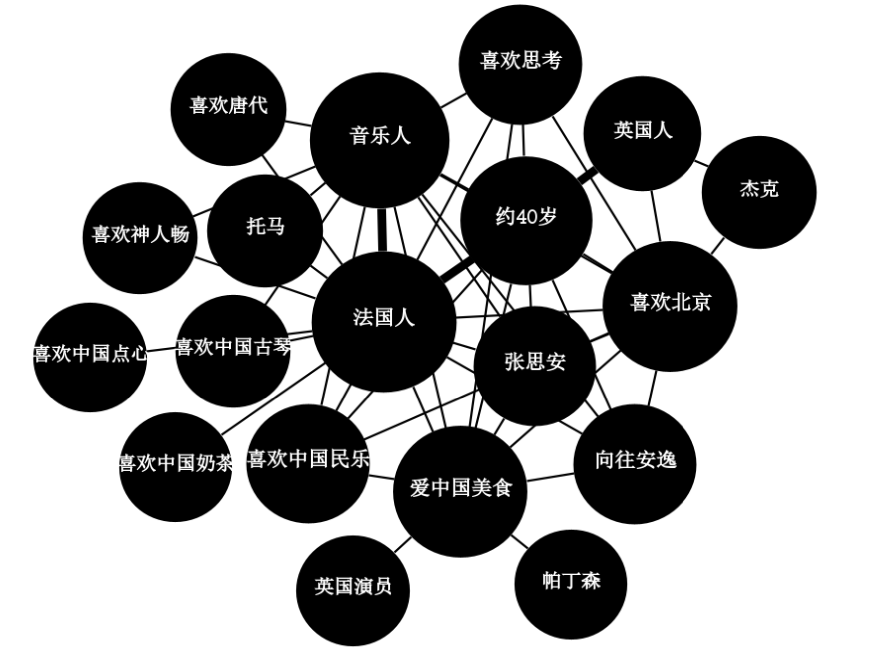 喜欢思考
喜欢唐代
音乐人
英国人
杰克
约40岁
托马
喜欢神人畅
喜欢北京
法国人
喜欢中国点心
喜欢中国古琴
张思安
喜欢中国奶茶
喜欢中国民乐
向往安逸
爱中国美食
英国演员
帕丁森